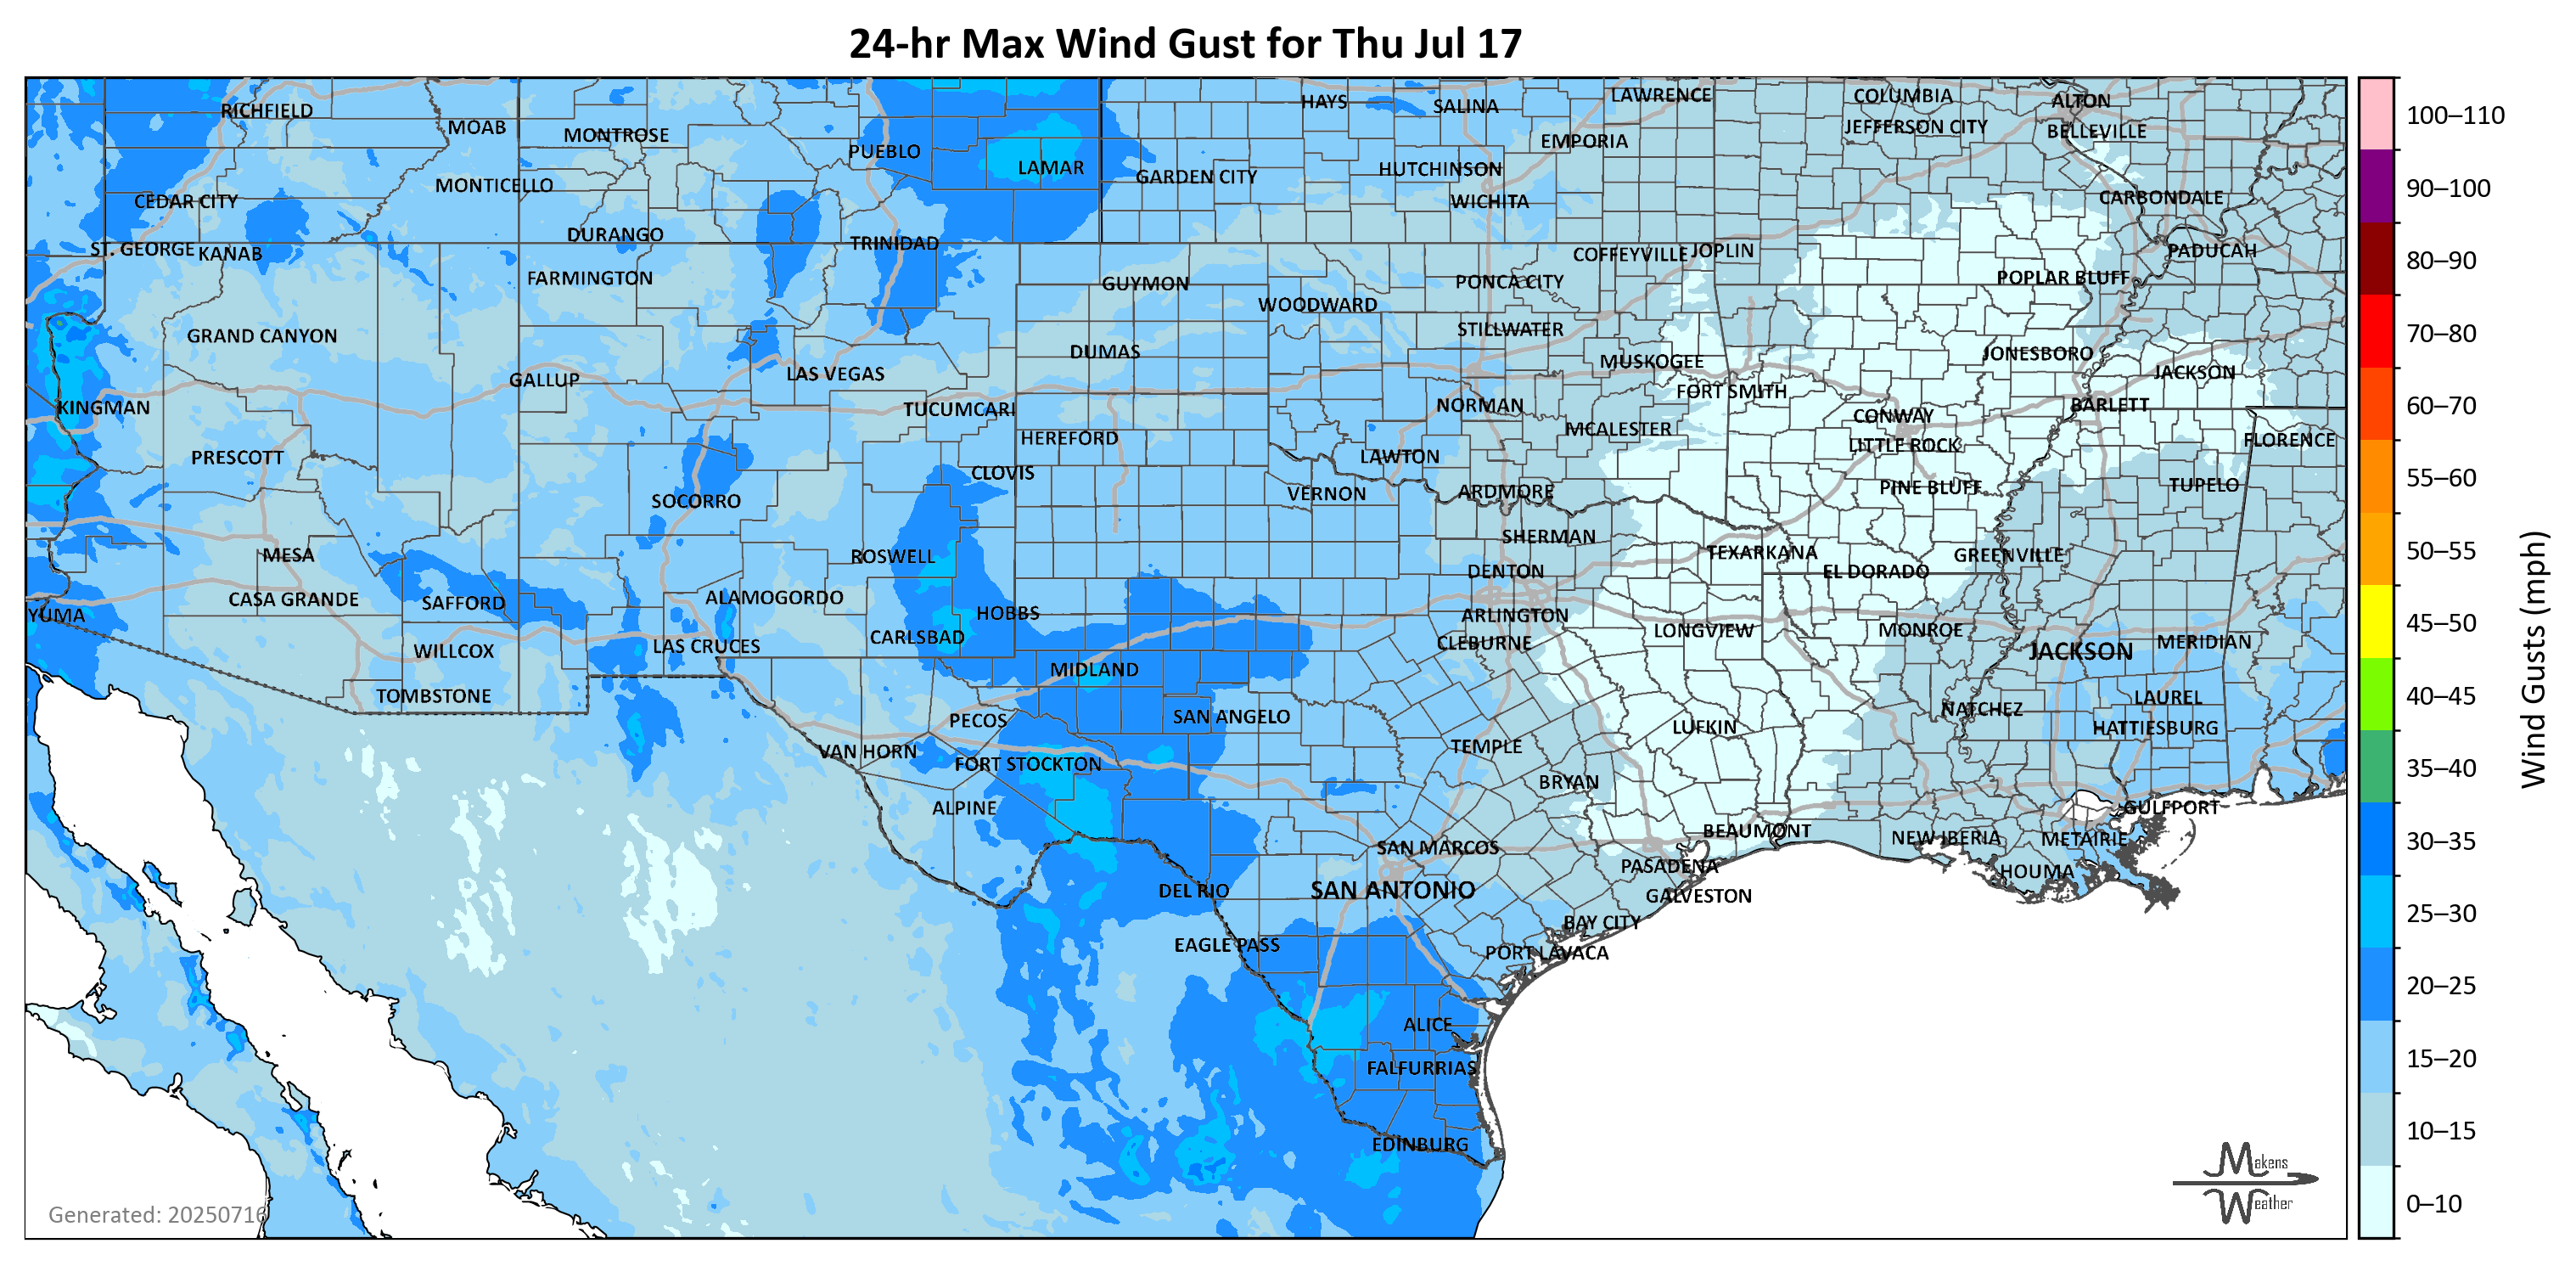 24-hr Max Wind Gust for Thu Jul 17
RICHFIELD
MOAB
MONTROSE
PUEBLO
LAMAR
HAYS
SALINA
LAWRENCE
COLUMBIA
ALTON
JEFFERSON CITY
BELLEVILLE
EMPORIA
HUTCHINSON
GARDEN CITY
MONTICELLO
CEDAR CITY
WICHITA
CARBONDALE
DURANGO
TRINIDAD
ST. GEORGE
KANAB
COFFEYVILLE
JOPLIN
PADUCAH
FARMINGTON
GUYMON
PONCA CITY
POPLAR BLUFF
WOODWARD
GRAND CANYON
STILLWATER
DUMAS
MUSKOGEE
JONESBORO
GALLUP
LAS VEGAS
JACKSON
FORT SMITH
KINGMAN
TUCUMCARI
NORMAN
CONWAY
BARLETT
HEREFORD
MCALESTER
LITTLE ROCK
FLORENCE
PRESCOTT
CLOVIS
LAWTON
SOCORRO
VERNON
ARDMORE
PINE BLUFF
TUPELO
MESA
ROSWELL
SHERMAN
TEXARKANA
GREENVILLE
DENTON
EL DORADO
CASA GRANDE
SAFFORD
ALAMOGORDO
YUMA
HOBBS
ARLINGTON
LAS CRUCES
CARLSBAD
CLEBURNE
LONGVIEW
MONROE
WILLCOX
JACKSON
MERIDIAN
MIDLAND
TOMBSTONE
LAUREL
PECOS
SAN ANGELO
NATCHEZ
LUFKIN
HATTIESBURG
VAN HORN
FORT STOCKTON
TEMPLE
BRYAN
ALPINE
GULFPORT
BEAUMONT
NEW IBERIA
METAIRIE
SAN MARCOS
PASADENA
HOUMA
DEL RIO
SAN ANTONIO
GALVESTON
BAY CITY
EAGLE PASS
PORT LAVACA
ALICE
FALFURRIAS
EDINBURG
Generated: 20250716
Makens
Weather
100–110
90–100
80–90
70–80
60–70
55–60
50–55
45–50
40–45
35–40
30–35
25–30
20–25
15–20
10–15
0–10
Wind Gusts (mph)